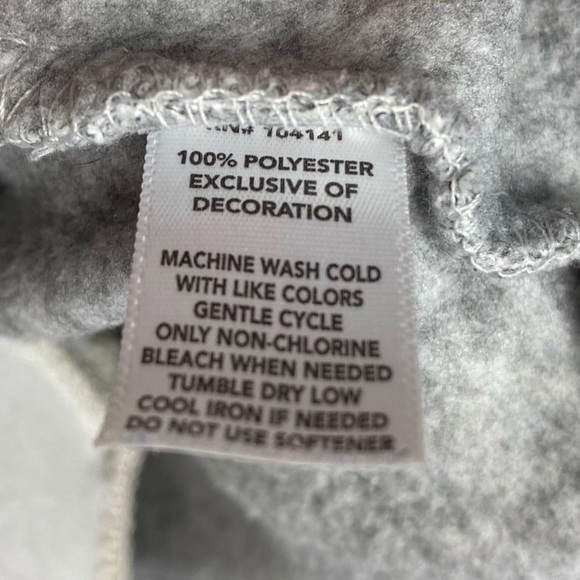 RN# 164141
100% POLYESTER
EXCLUSIVE OF
DECORATION
MACHINE WASH COLD
WITH LIKE COLORS
GENTLE CYCLE
ONLY NON-CHLORINE
BLEACH WHEN NEEDED
TUMBLE DRY LOW
COOL IRON IF NEEDED
DO NOT USE SOFTENER